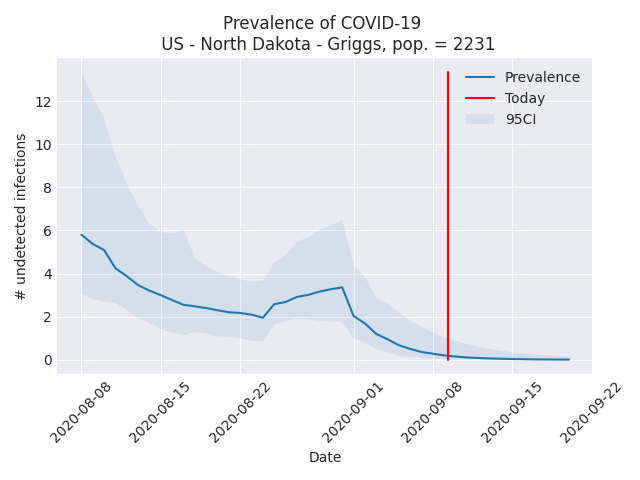 Prevalence of COVID-19
US - North Dakota - Griggs, pop. = 2231
Prevalence
Today
95CI
# undetected infections
12
10
8
6
4
2
0
2020-08-08
2020-08-15
2020-08-22
2020-09-01
2020-09-08
2020-09-15
2020-09-22
Date